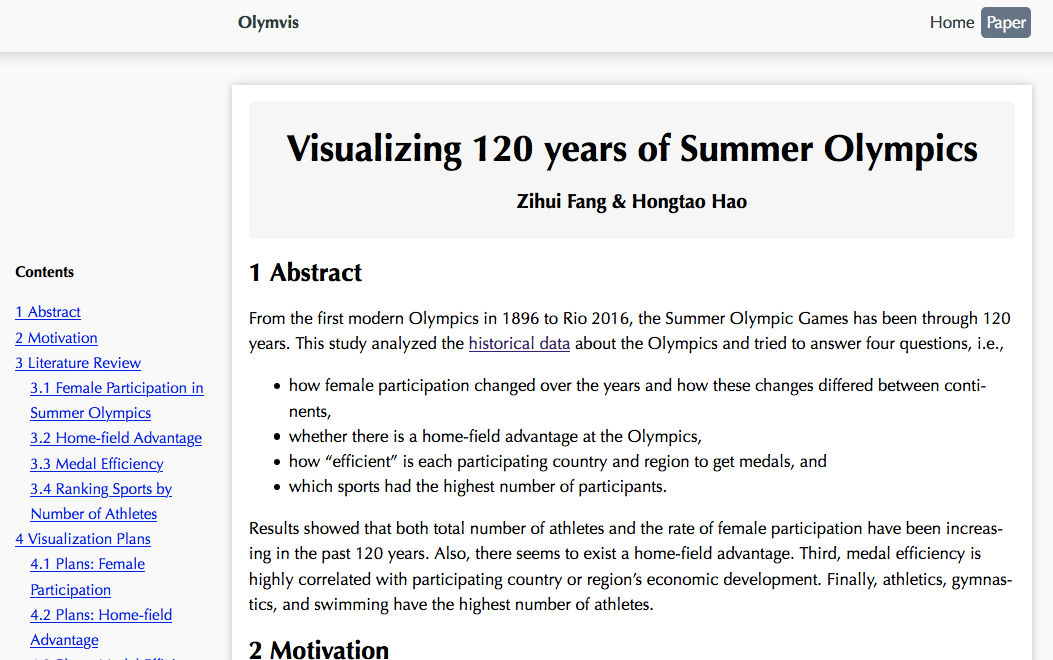 Olymvis
Home Paper
Visualizing 120 years of Summer Olympics
Zihui Fang & Hongtao Hao
Contents
1 Abstract
2 Motivation
3 Literature Review
3.1 Female Participation in
Summer Olympics
3.2 Home-field Advantage
3.3 Medal Efficiency
3.4 Ranking Sports by
Number of Athletes
4 Visualization Plans
4.1 Plans: Female
Participation
4.2 Plans: Home-field
Advantage
1 Abstract
From the first modern Olympics in 1896 to Rio 2016, the Summer Olympic Games has been through 120
years. This study analyzed the historical data about the Olympics and tried to answer four questions, i.e.,
• how female participation changed over the years and how these changes differed between conti-
nents,
• whether there is a home-field advantage at the Olympics,
• how “efficient” is each participating country and region to get medals, and
• which sports had the highest number of participants.
Results showed that both total number of athletes and the rate of female participation have been increas-
ing in the past 120 years. Also, there seems to exist a home-field advantage. Third, medal efficiency is
highly correlated with participating country or region’s economic development. Finally, athletics, gymnas-
tics, and swimming have the highest number of athletes.
2 Motivation